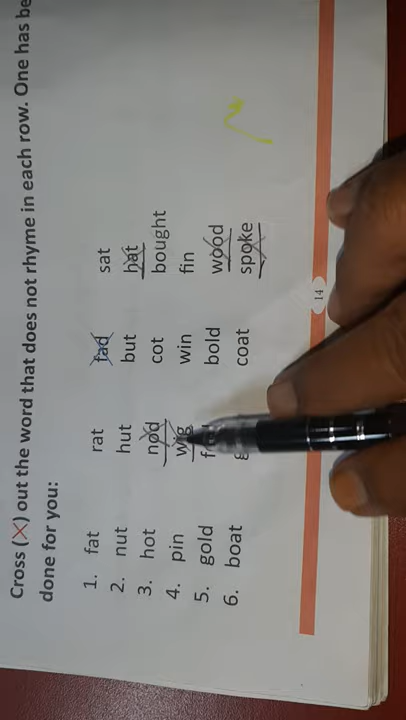 Cross (X) out the word that does not rhyme in each row. One has be
done for you:
1. fat rat fad sat
2. nut hut but hat
3. hot nod cot bought
4. pin wig win fin
5. gold bold wood
6. boat coat spoke
14